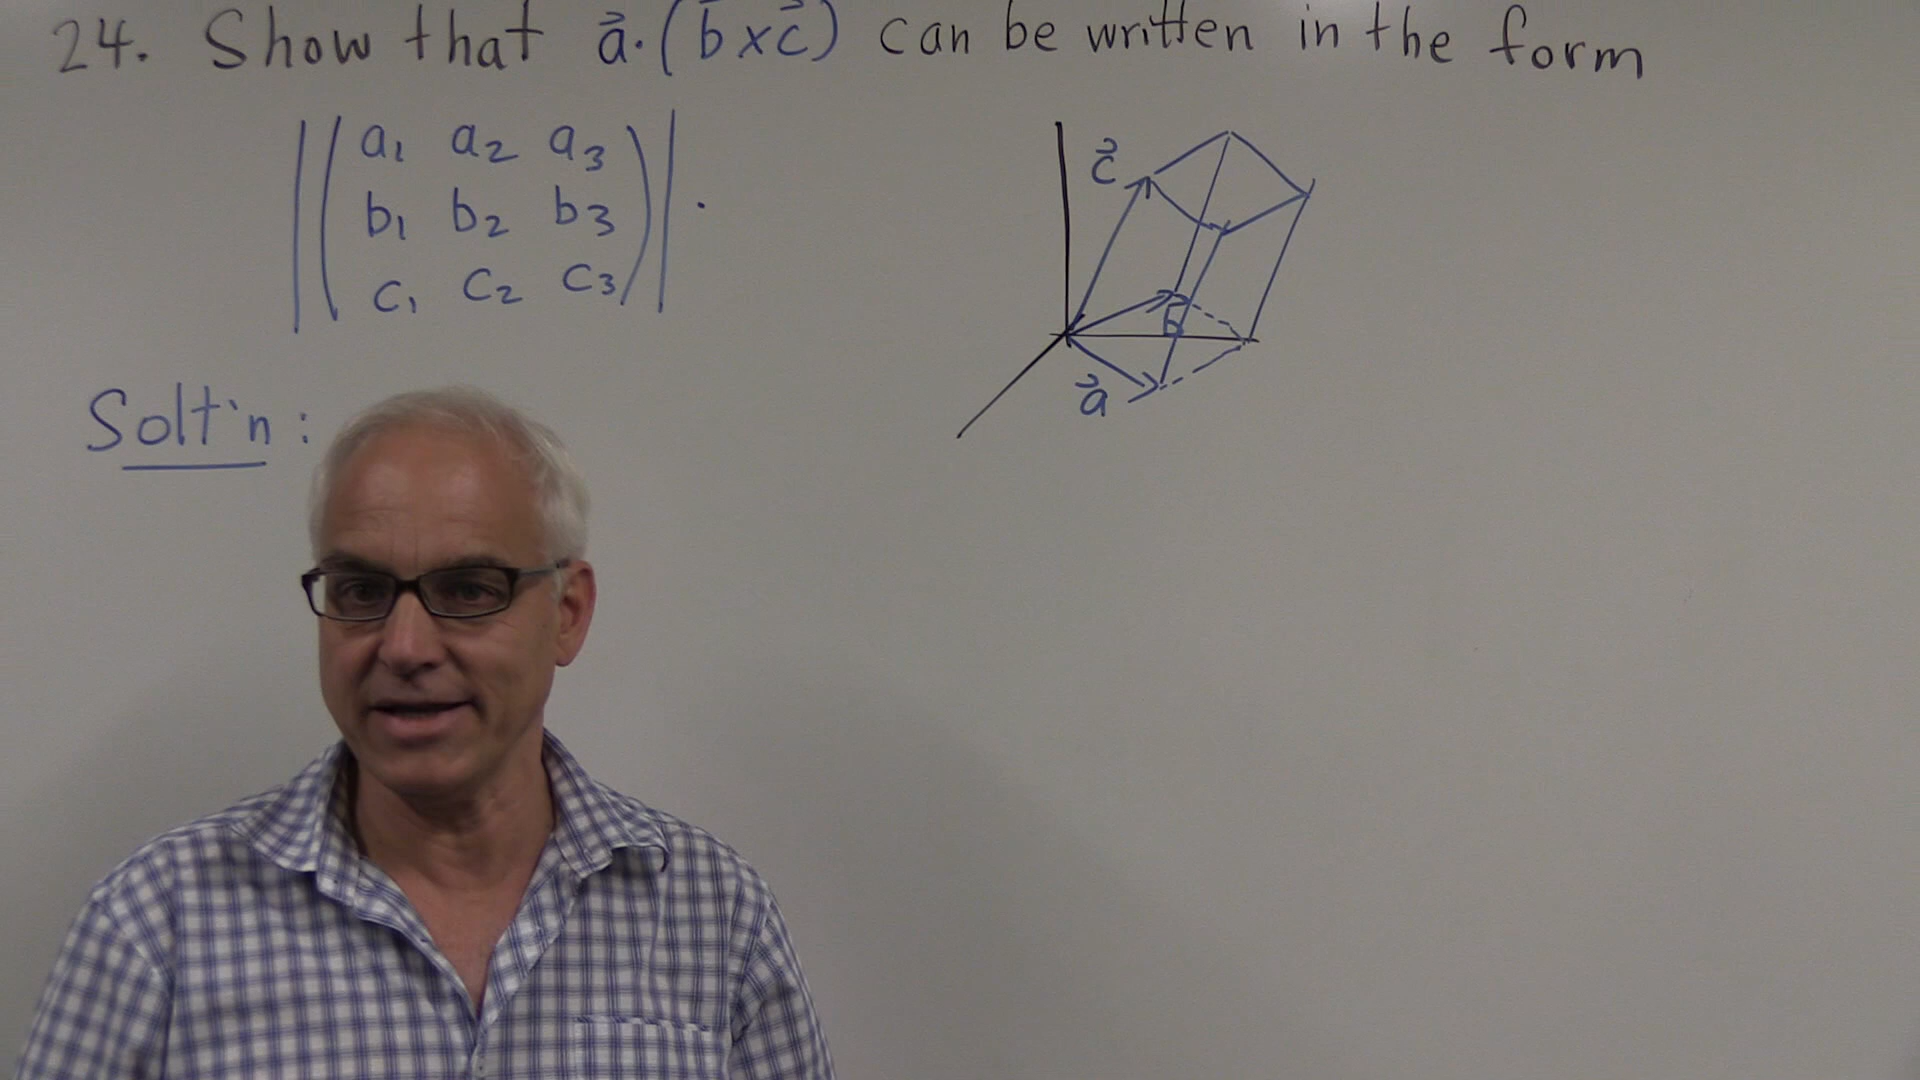 24. Show that a⃗·(b⃗×c⃗) can be written in the form
|(a₁ a₂ a₃
b₁ b₂ b₃
c₁ c₂ c₃)|.
c⃗
b⃗
a⃗
Solt'n: